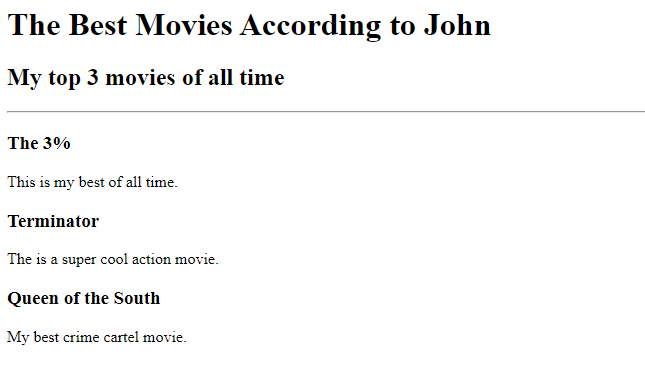 The Best Movies According to John
My top 3 movies of all time
The 3%
This is my best of all time.
Terminator
The is a super cool action movie.
Queen of the South
My best crime cartel movie.